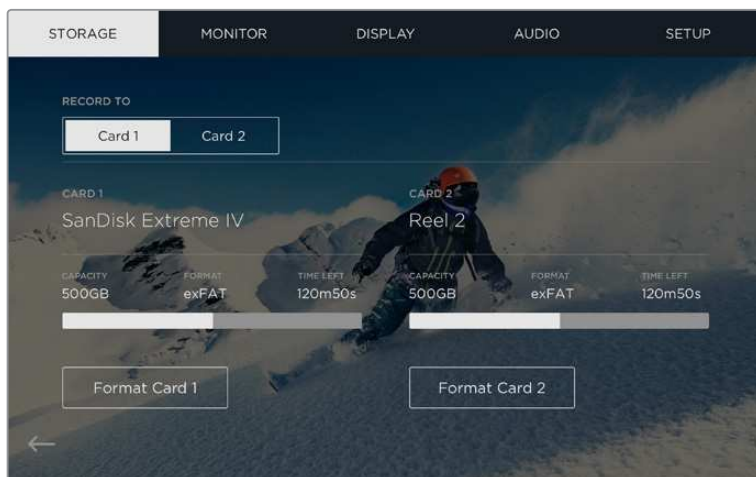 STORAGE MONITOR DISPLAY AUDIO SETUP
RECORD TO
Card 1 Card 2
CARD 1 CARD 2
SanDisk Extreme IV Reel 2
CAPACITY FORMAT TIME LEFT CAPACITY FORMAT TIME LEFT
500GB exFAT 120m50s 500GB exFAT 120m50s
Format Card 1 Format Card 2